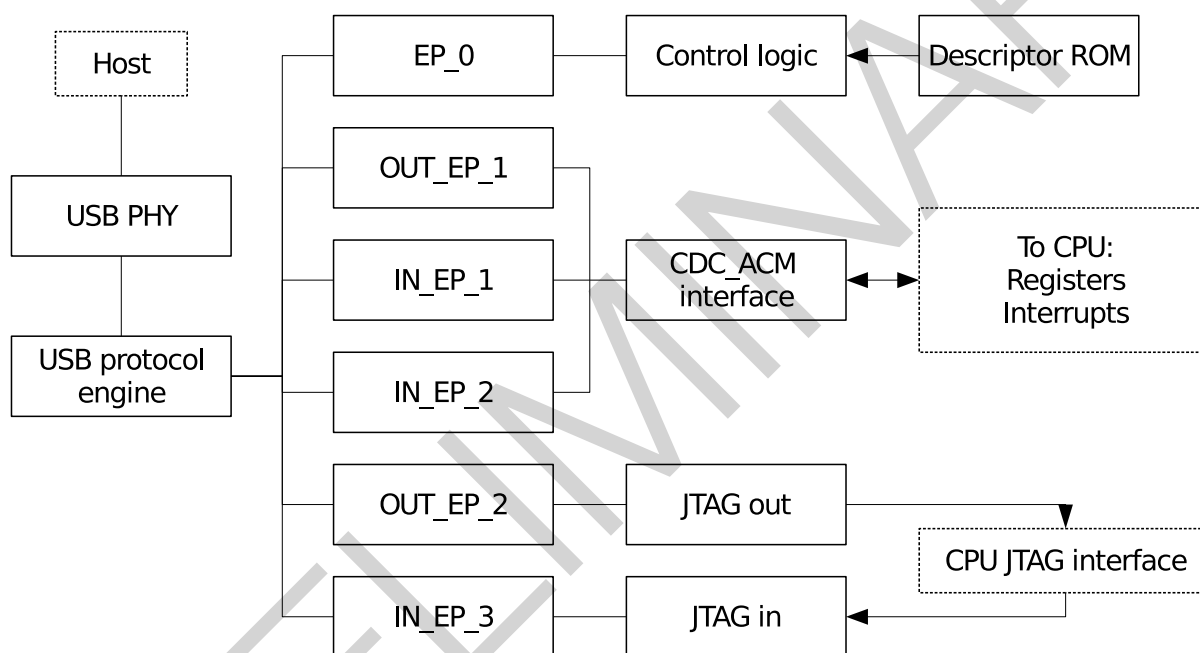 Host
EP_0
Control logic
Descriptor ROM
OUT_EP_1
USB PHY
To CPU:
Registers
Interrupts
IN_EP_1
CDC_ACM
interface
USB protocol
engine
IN_EP_2
OUT_EP_2
JTAG out
CPU JTAG interface
IN_EP_3
JTAG in